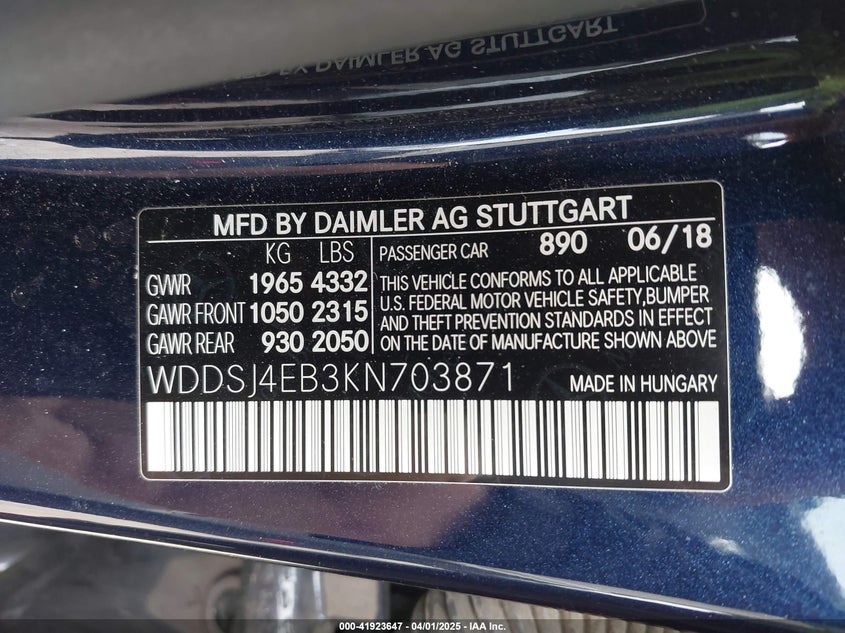 MFD BY DAIMLER AG STUTTGART
KG LBS
GVWR 1965 4332
GAWR FRONT 1050 2315
GAWR REAR 930 2050
PASSENGER CAR 890 06/18
THIS VEHICLE CONFORMS TO ALL APPLICABLE
U.S. FEDERAL MOTOR VEHICLE SAFETY, BUMPER
AND THEFT PREVENTION STANDARDS IN EFFECT
ON THE DATE OF MANUFACTURE SHOWN ABOVE
WDDSJ4EB3KN703871 MADE IN HUNGARY
000-41923647 - 04/01/2025 - IAA Inc.